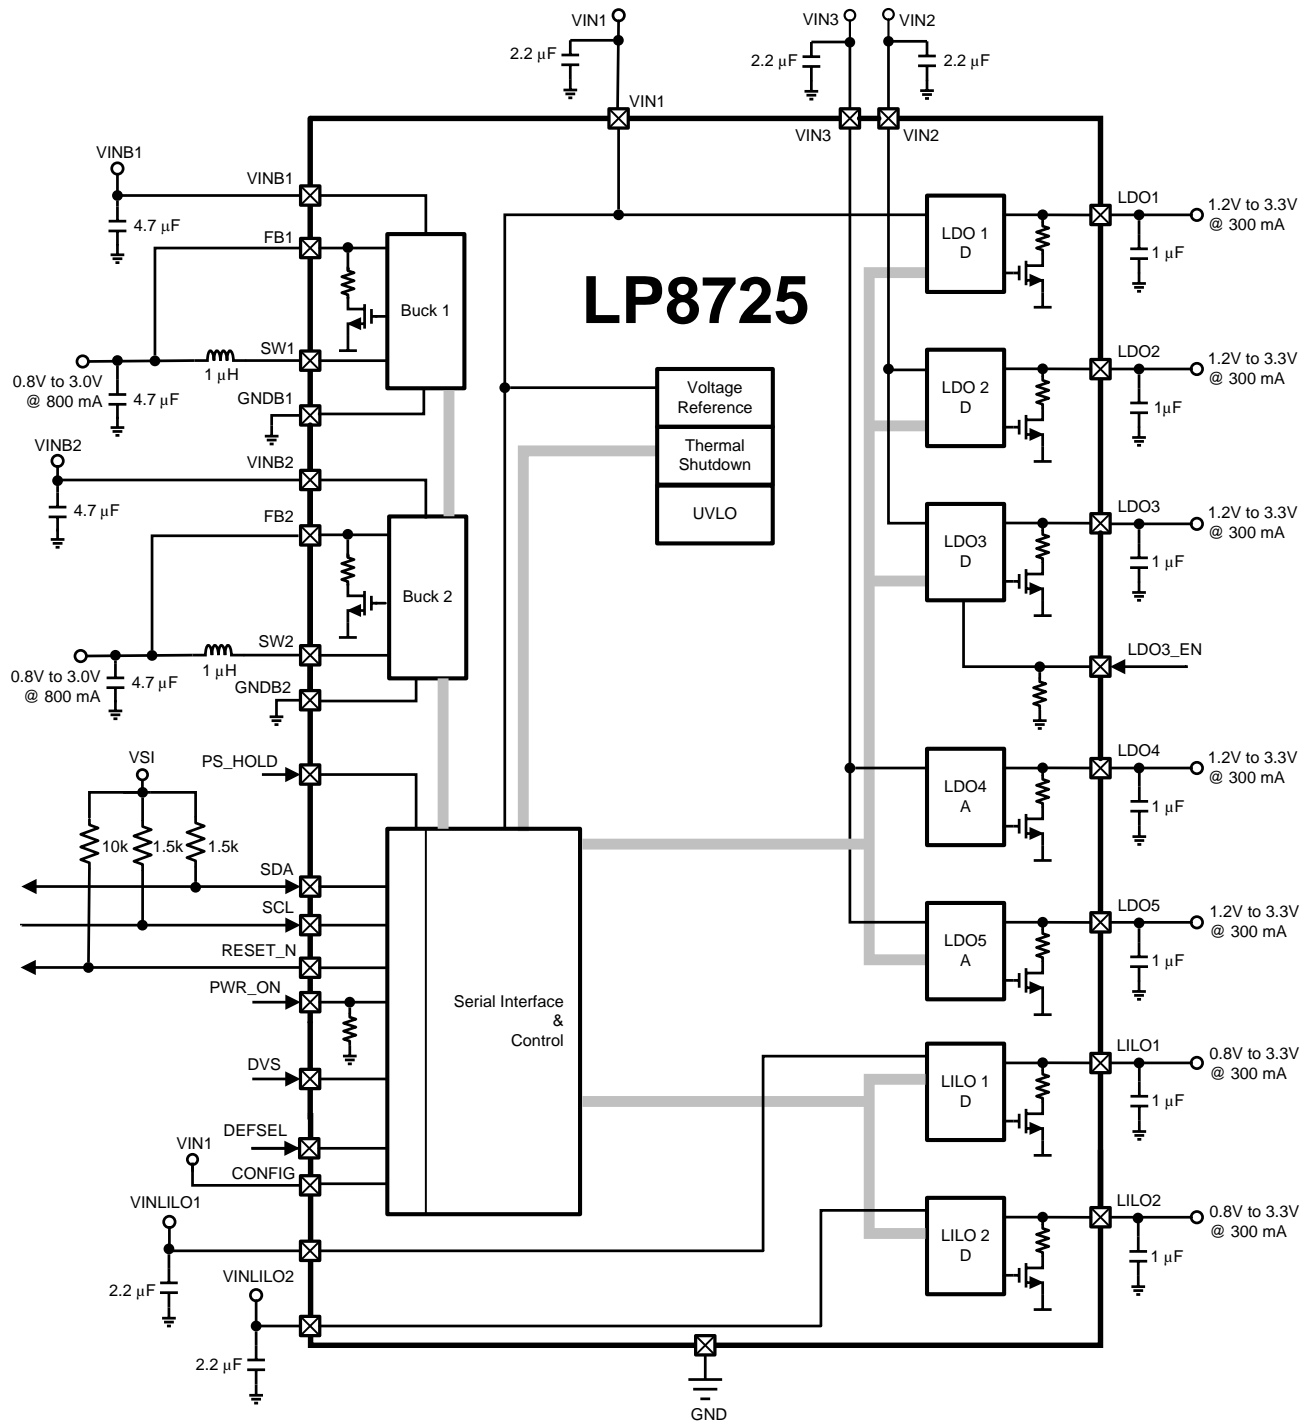 VIN1
VIN3
VIN2
2.2 µF
2.2 µF
2.2 µF
VIN1
VIN3
VIN2
VINB1
VINB1
4.7 µF
FB1
Buck 1
SW1
1 µH
0.8V to 3.0V
@ 800 mA
4.7 µF
GNDB1
VINB2
VINB2
4.7 µF
FB2
Buck 2
SW2
1 µH
0.8V to 3.0V
@ 800 mA
4.7 µF
GNDB2
LP8725
Voltage
Reference
Thermal
Shutdown
UVLO
LDO 1
D
LDO1
1.2V to 3.3V
@ 300 mA
1 µF
LDO 2
D
LDO2
1.2V to 3.3V
@ 300 mA
1µF
LDO3
D
LDO3
1.2V to 3.3V
@ 300 mA
1 µF
LDO3_EN
LDO4
A
LDO4
1.2V to 3.3V
@ 300 mA
1 µF
LDO5
A
LDO5
1.2V to 3.3V
@ 300 mA
1 µF
VSI
PS_HOLD
10k
1.5k
1.5k
SDA
SCL
RESET_N
PWR_ON
Serial Interface
&
Control
DVS
DEFSEL
VIN1
CONFIG
LILO 1
D
LILO1
0.8V to 3.3V
@ 300 mA
1 µF
VINLILO1
2.2 µF
LILO 2
D
LILO2
0.8V to 3.3V
@ 300 mA
1 µF
VINLILO2
2.2 µF
GND